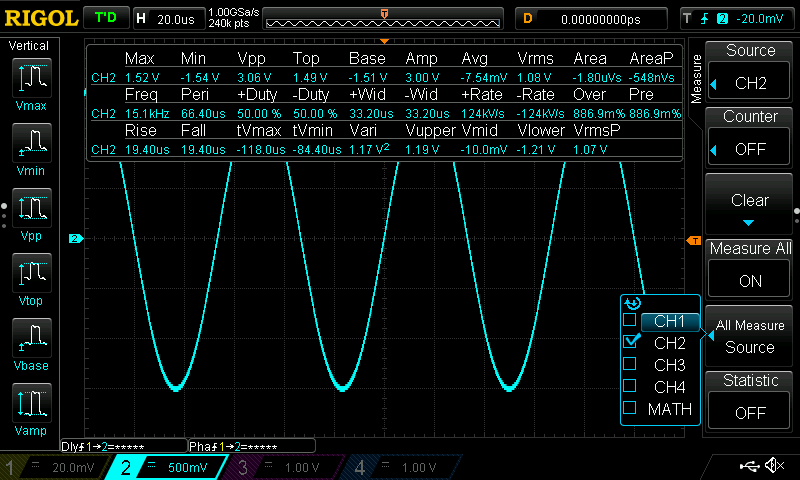 RIGOL T'D H 20.0us 1.00GSa/s 240k pts T D 0.00000000ps T 2 -20.0mV
Vertical
Vmax
Vmin
Vpp
Vtop
Vbase
Vamp
Max Min Vpp Top Base Amp Avg Vrms Area AreaP
CH2 1.52 V -1.54 V 3.06 V 1.49 V -1.51 V 3.00 V -7.54mV 1.08 V -1.80uVs -548nVs
Freq Peri +Duty -Duty +Wid -Wid +Rate -Rate Over Pre
CH2 15.1kHz 66.40us 50.00 % 50.00 % 33.20us 33.20us 124kV/s -124kV/s 886.9m% 886.9m%
Rise Fall tVmax tVmin Vari Vupper Vmid Vlower VrmsP
CH2 19.40us 19.40us -118.0us -84.40us 1.17 V² 1.19 V -10.0mV -1.21 V 1.07 V
2
T
Measure
Source
CH2
Counter
OFF
Clear
Measure All
ON
All Measure
Source
Statistic
OFF
CH1
CH2
CH3
CH4
MATH
Dly 1→2=***** Pha 1→2=*****
1 = 20.0mV 2 = 500mV 3 = 1.00 V 4 = 1.00 V